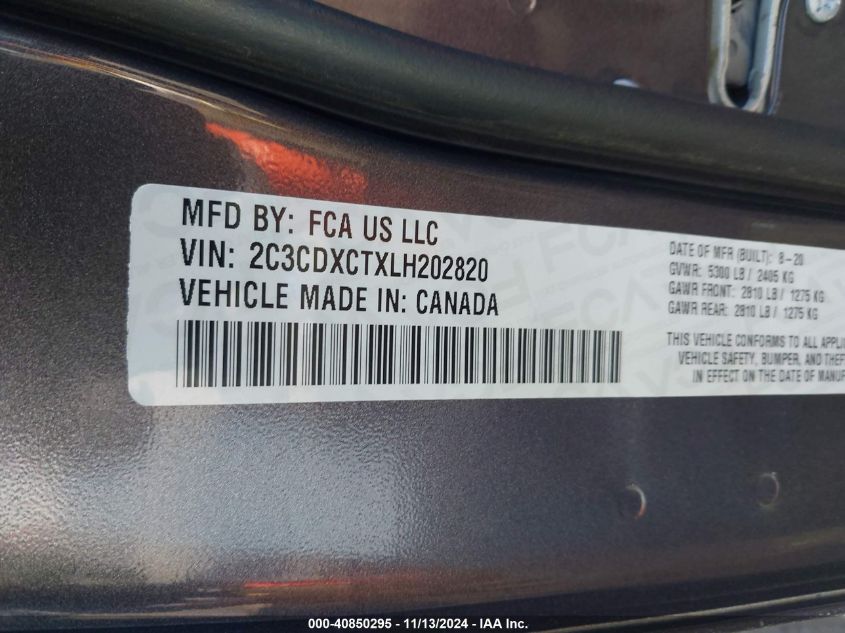 MFD BY: FCA US LLC
VIN: 2C3CDXCTXLH202820
VEHICLE MADE IN: CANADA
DATE OF MFR (BUILT): 8-20
GVWR: 5300 LB / 2405 KG
GAWR FRONT: 2810 LB / 1275 KG
GAWR REAR: 2810 LB / 1275 KG
THIS VEHICLE CONFORMS TO ALL APPLI
VEHICLE SAFETY, BUMPER, AND THEF
IN EFFECT ON THE DATE OF MANUF
000-40850295 - 11/13/2024 - IAA Inc.